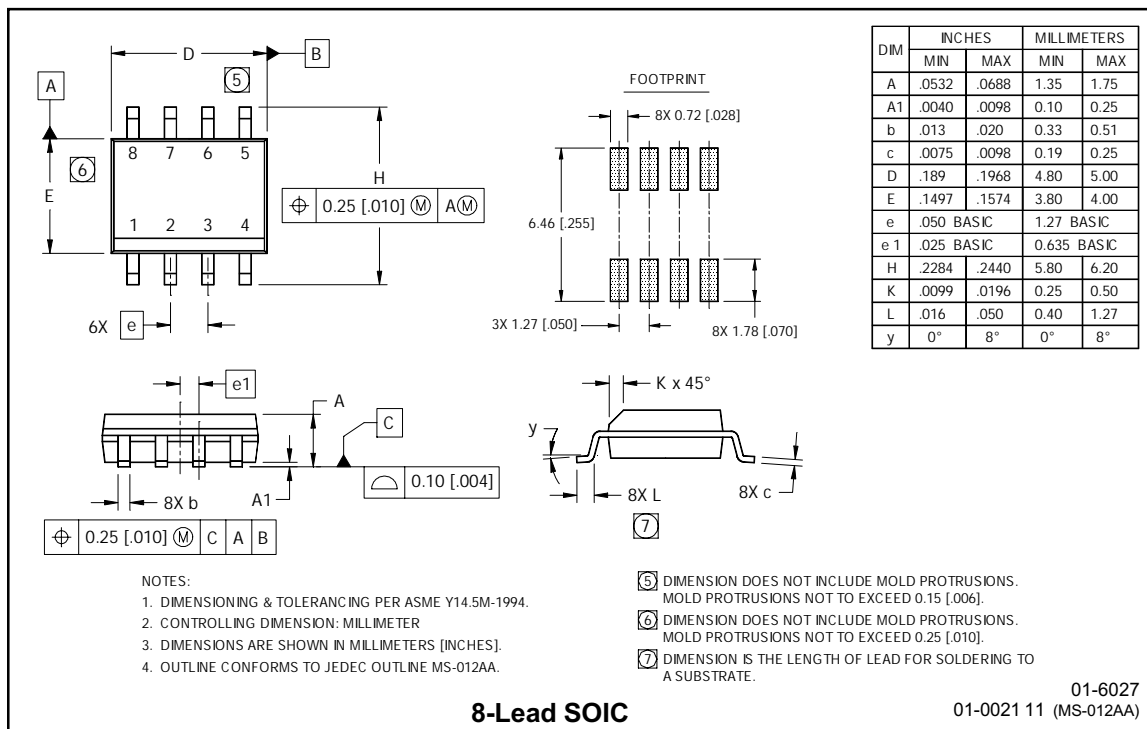 D
B
5
A
8 7 6 5
6
E
H
⌖ 0.25 [.010] Ⓜ AⓂ
1 2 3 4
6X e
FOOTPRINT
8X 0.72 [.028]
6.46 [.255]
3X 1.27 [.050]
8X 1.78 [.070]
DIM INCHES MILLIMETERS
MIN MAX MIN MAX
A .0532 .0688 1.35 1.75
A1 .0040 .0098 0.10 0.25
b .013 .020 0.33 0.51
c .0075 .0098 0.19 0.25
D .189 .1968 4.80 5.00
E .1497 .1574 3.80 4.00
e .050 BASIC 1.27 BASIC
e 1 .025 BASIC 0.635 BASIC
H .2284 .2440 5.80 6.20
K .0099 .0196 0.25 0.50
L .016 .050 0.40 1.27
y 0° 8° 0° 8°
e1
A
C
⌓ 0.10 [.004]
8X b
A1
⌖ 0.25 [.010] Ⓜ C A B
K x 45°
y
8X L
8X c
7
NOTES:
1. DIMENSIONING & TOLERANCING PER ASME Y14.5M-1994.
2. CONTROLLING DIMENSION: MILLIMETER
3. DIMENSIONS ARE SHOWN IN MILLIMETERS [INCHES].
4. OUTLINE CONFORMS TO JEDEC OUTLINE MS-012AA.
5 DIMENSION DOES NOT INCLUDE MOLD PROTRUSIONS.
MOLD PROTRUSIONS NOT TO EXCEED 0.15 [.006].
6 DIMENSION DOES NOT INCLUDE MOLD PROTRUSIONS.
MOLD PROTRUSIONS NOT TO EXCEED 0.25 [.010].
7 DIMENSION IS THE LENGTH OF LEAD FOR SOLDERING TO
A SUBSTRATE.
8-Lead SOIC
01-6027
01-0021 11 (MS-012AA)